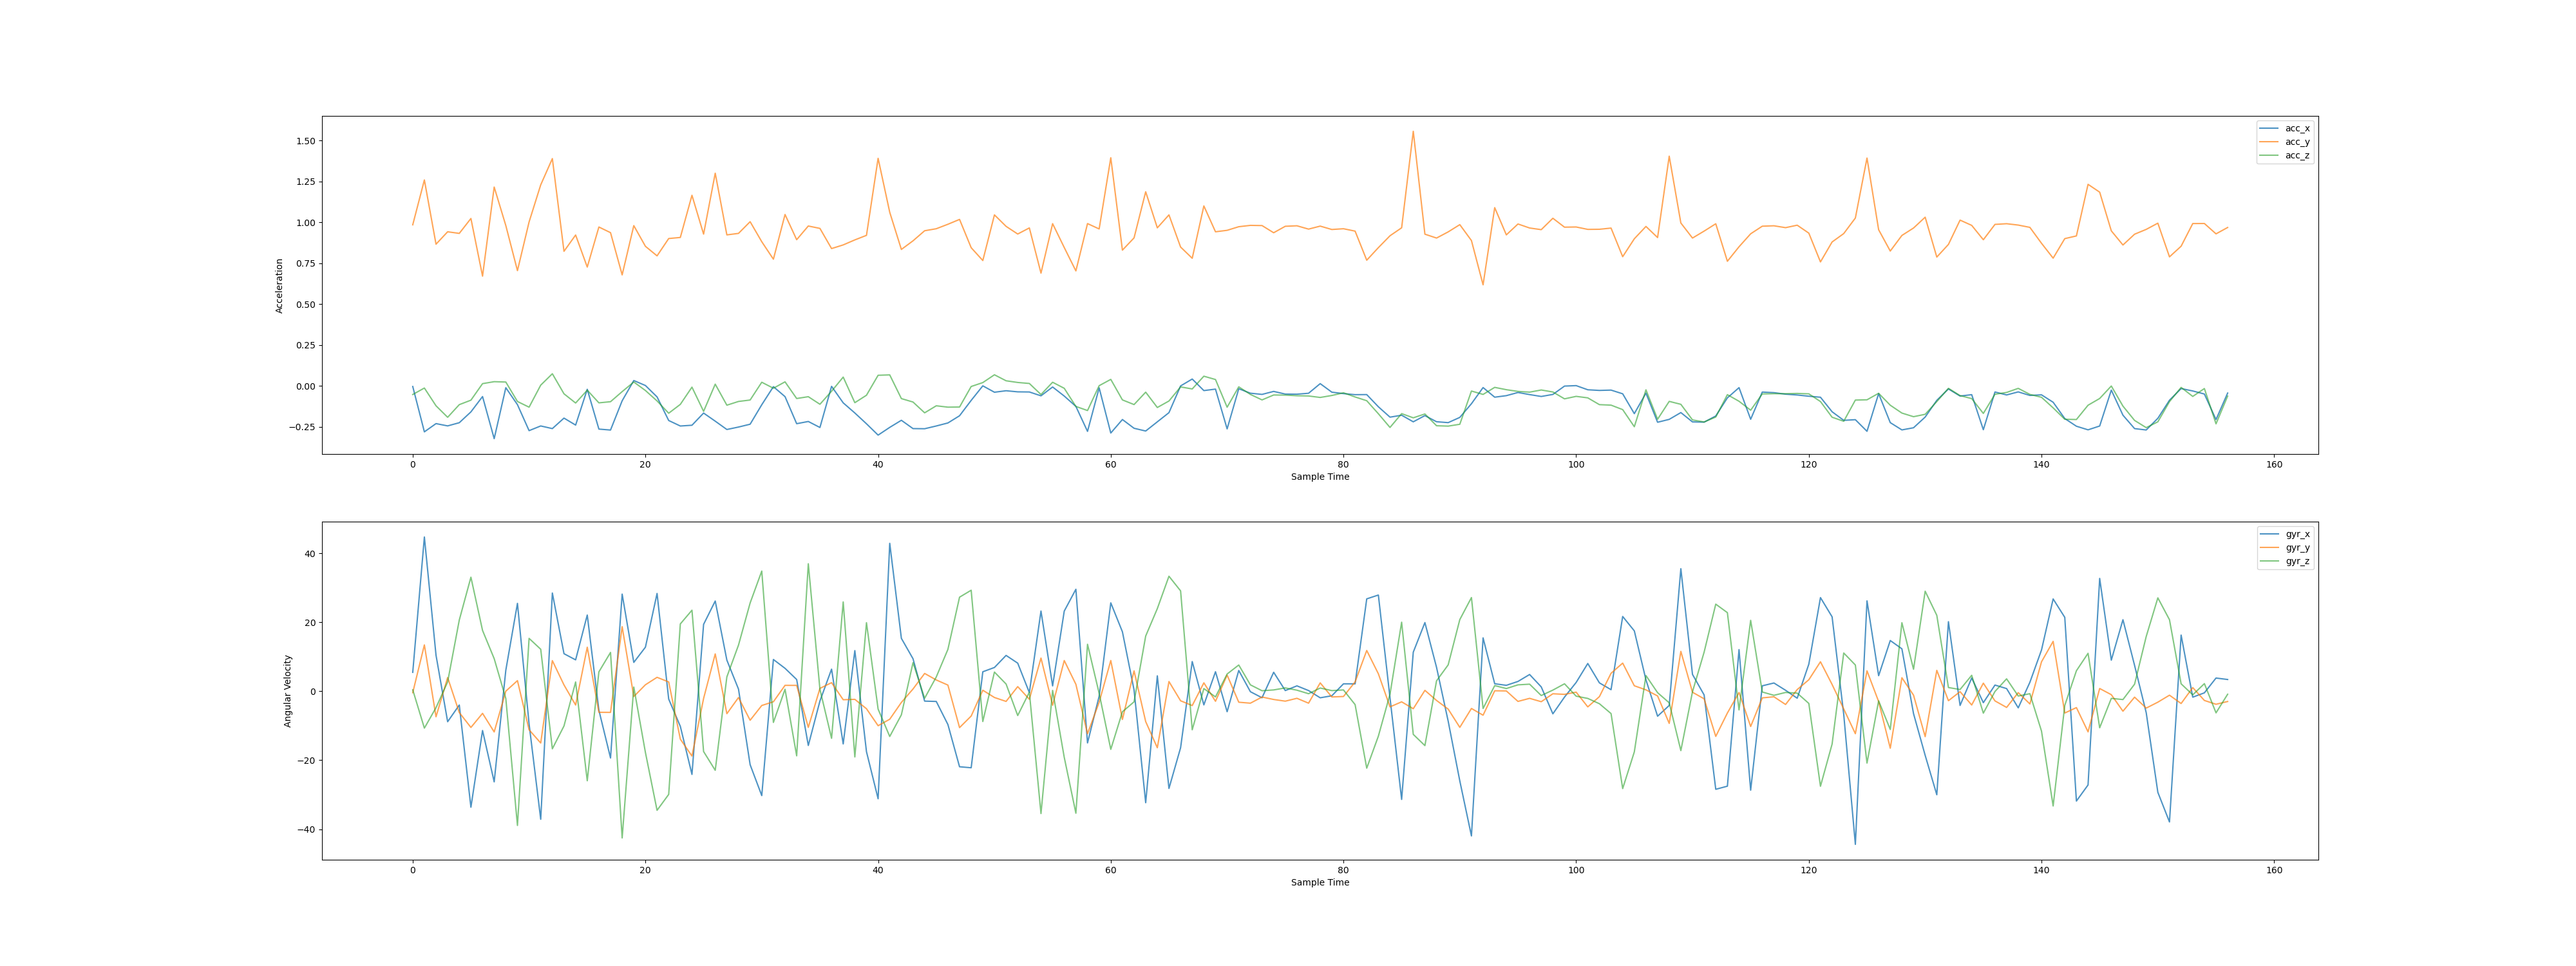 acc_x
acc_y
acc_z
1.50
1.25
1.00
0.75
0.50
0.25
0.00
−0.25
Acceleration
0 20 40 60 80 100 120 140 160
Sample Time
gyr_x
gyr_y
gyr_z
40
20
0
−20
−40
Angular Velocity
0 20 40 60 80 100 120 140 160
Sample Time